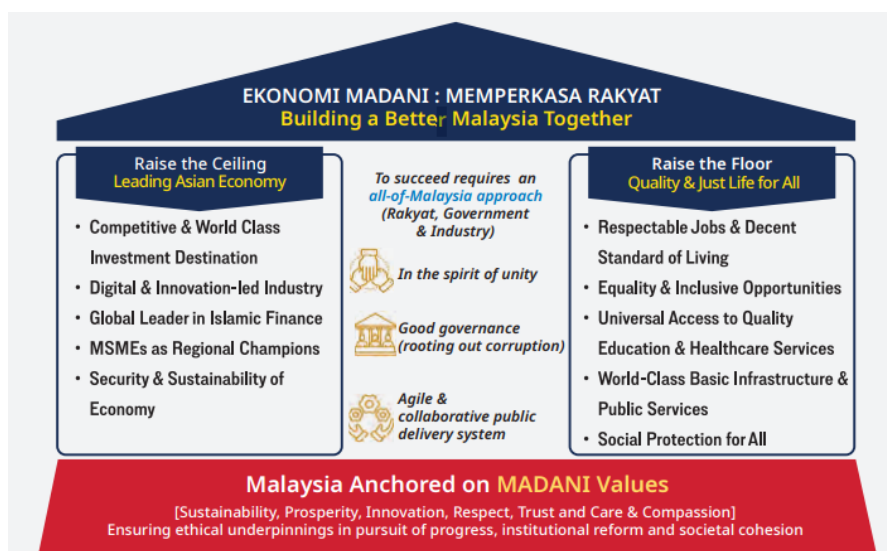 EKONOMI MADANI : MEMPERKASA RAKYAT
Building a Better Malaysia Together
Raise the Ceiling
Leading Asian Economy
• Competitive & World Class
Investment Destination
• Digital & Innovation-led Industry
• Global Leader in Islamic Finance
• MSMEs as Regional Champions
• Security & Sustainability of
Economy
To succeed requires an
all-of-Malaysia approach
(Rakyat, Government
& Industry)
In the spirit of unity
Good governance
(rooting out corruption)
Agile &
collaborative public
delivery system
Raise the Floor
Quality & Just Life for All
• Respectable Jobs & Decent
Standard of Living
• Equality & Inclusive Opportunities
• Universal Access to Quality
Education & Healthcare Services
• World-Class Basic Infrastructure &
Public Services
• Social Protection for All
Malaysia Anchored on MADANI Values
[Sustainability, Prosperity, Innovation, Respect, Trust and Care & Compassion]
Ensuring ethical underpinnings in pursuit of progress, institutional reform and societal cohesion